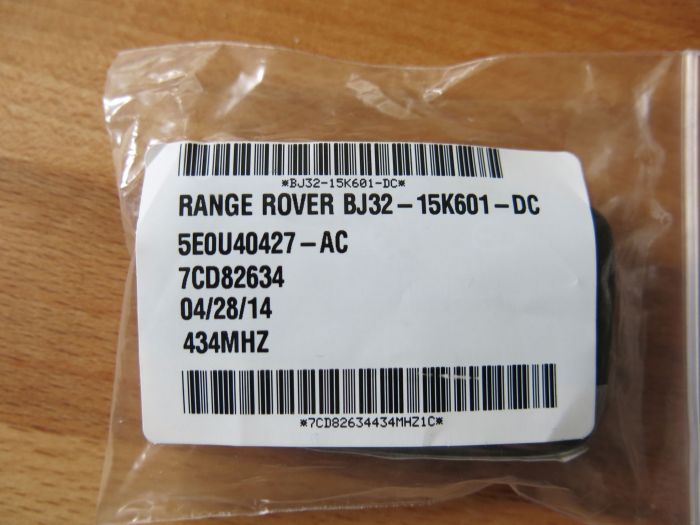 *BJ32-15K601-DC*
RANGE ROVER BJ32-15K601-DC
5E0U40427-AC
7CD82634
04/28/14
434MHZ
*7CD82634434MHZ1C*